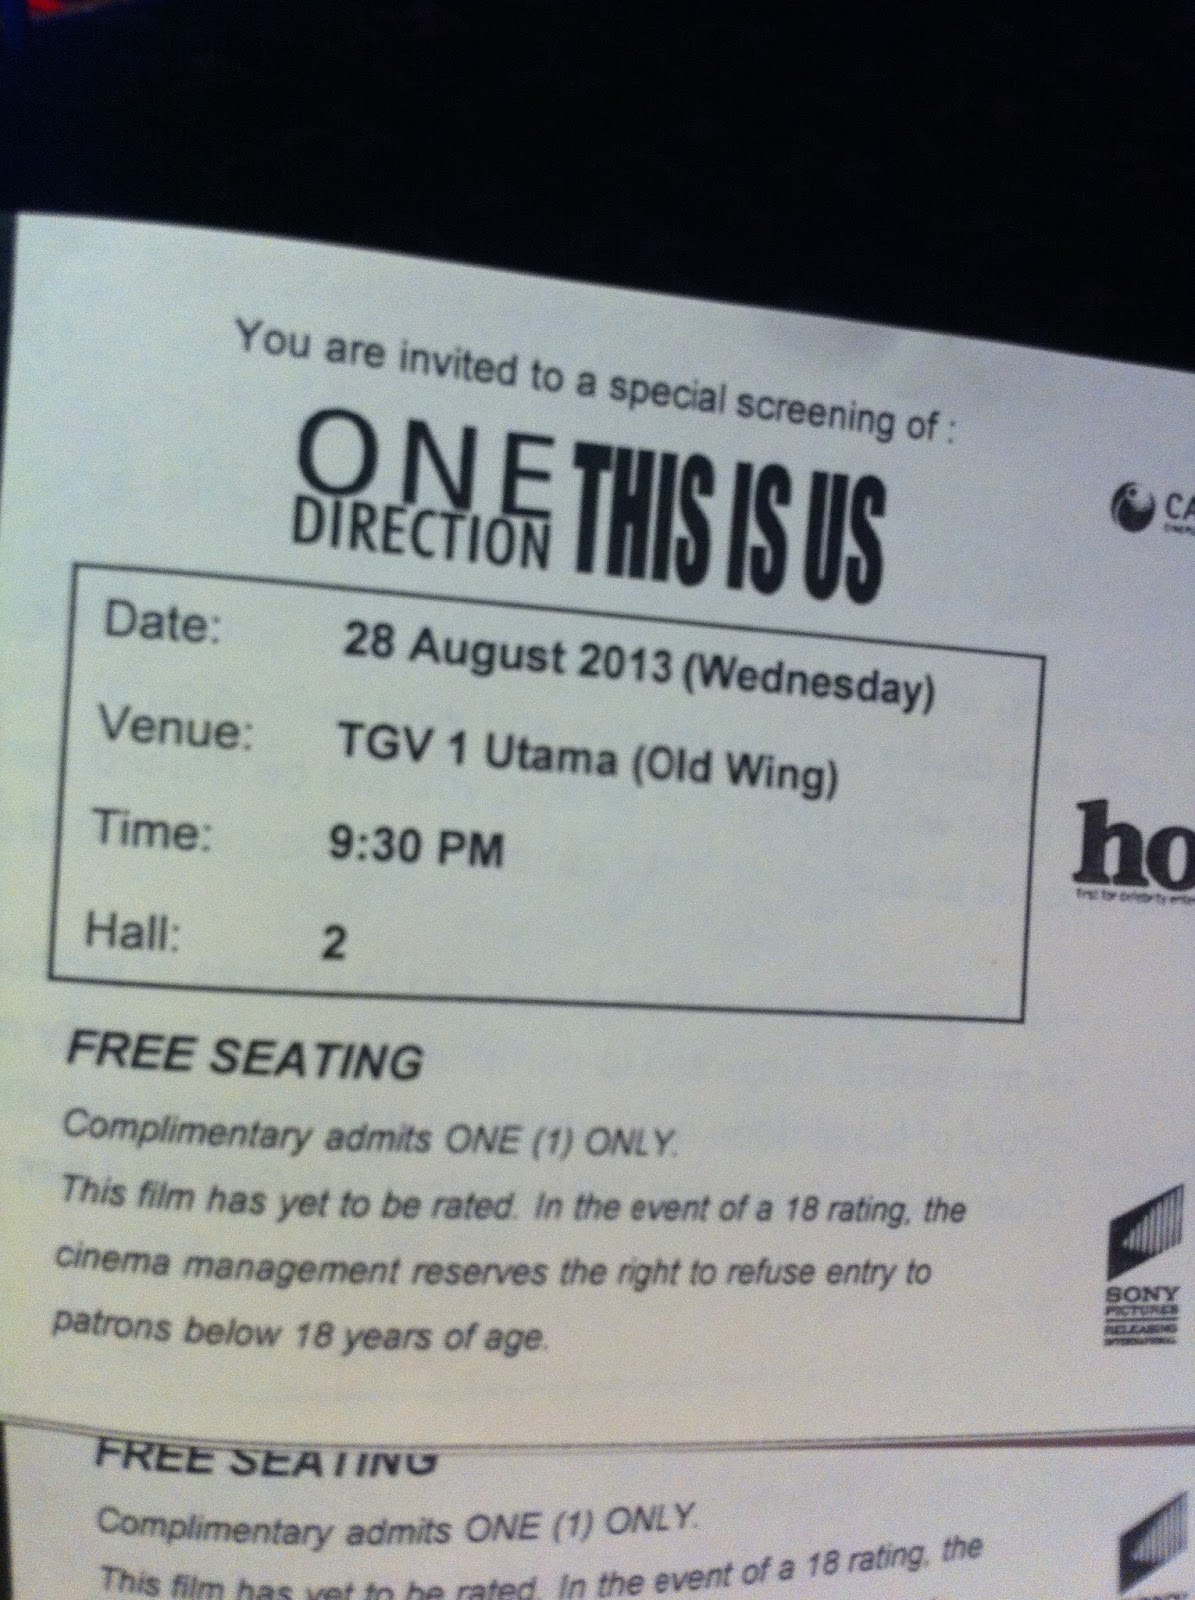 You are invited to a special screening of :
ONE
DIRECTION THIS IS US
CA
Date: 28 August 2013 (Wednesday)
Venue: TGV 1 Utama (Old Wing)
Time: 9:30 PM
ho
Hall: 2
FREE SEATING
Complimentary admits ONE (1) ONLY.
This film has yet to be rated. In the event of a 18 rating, the
cinema management reserves the right to refuse entry to
patrons below 18 years of age.
SONY
PICTURES
RELEASING
INTERNATIONAL
FREE SEATING
Complimentary admits ONE (1) ONLY.
This film has yet to be rated. In the event of a 18 rating, the